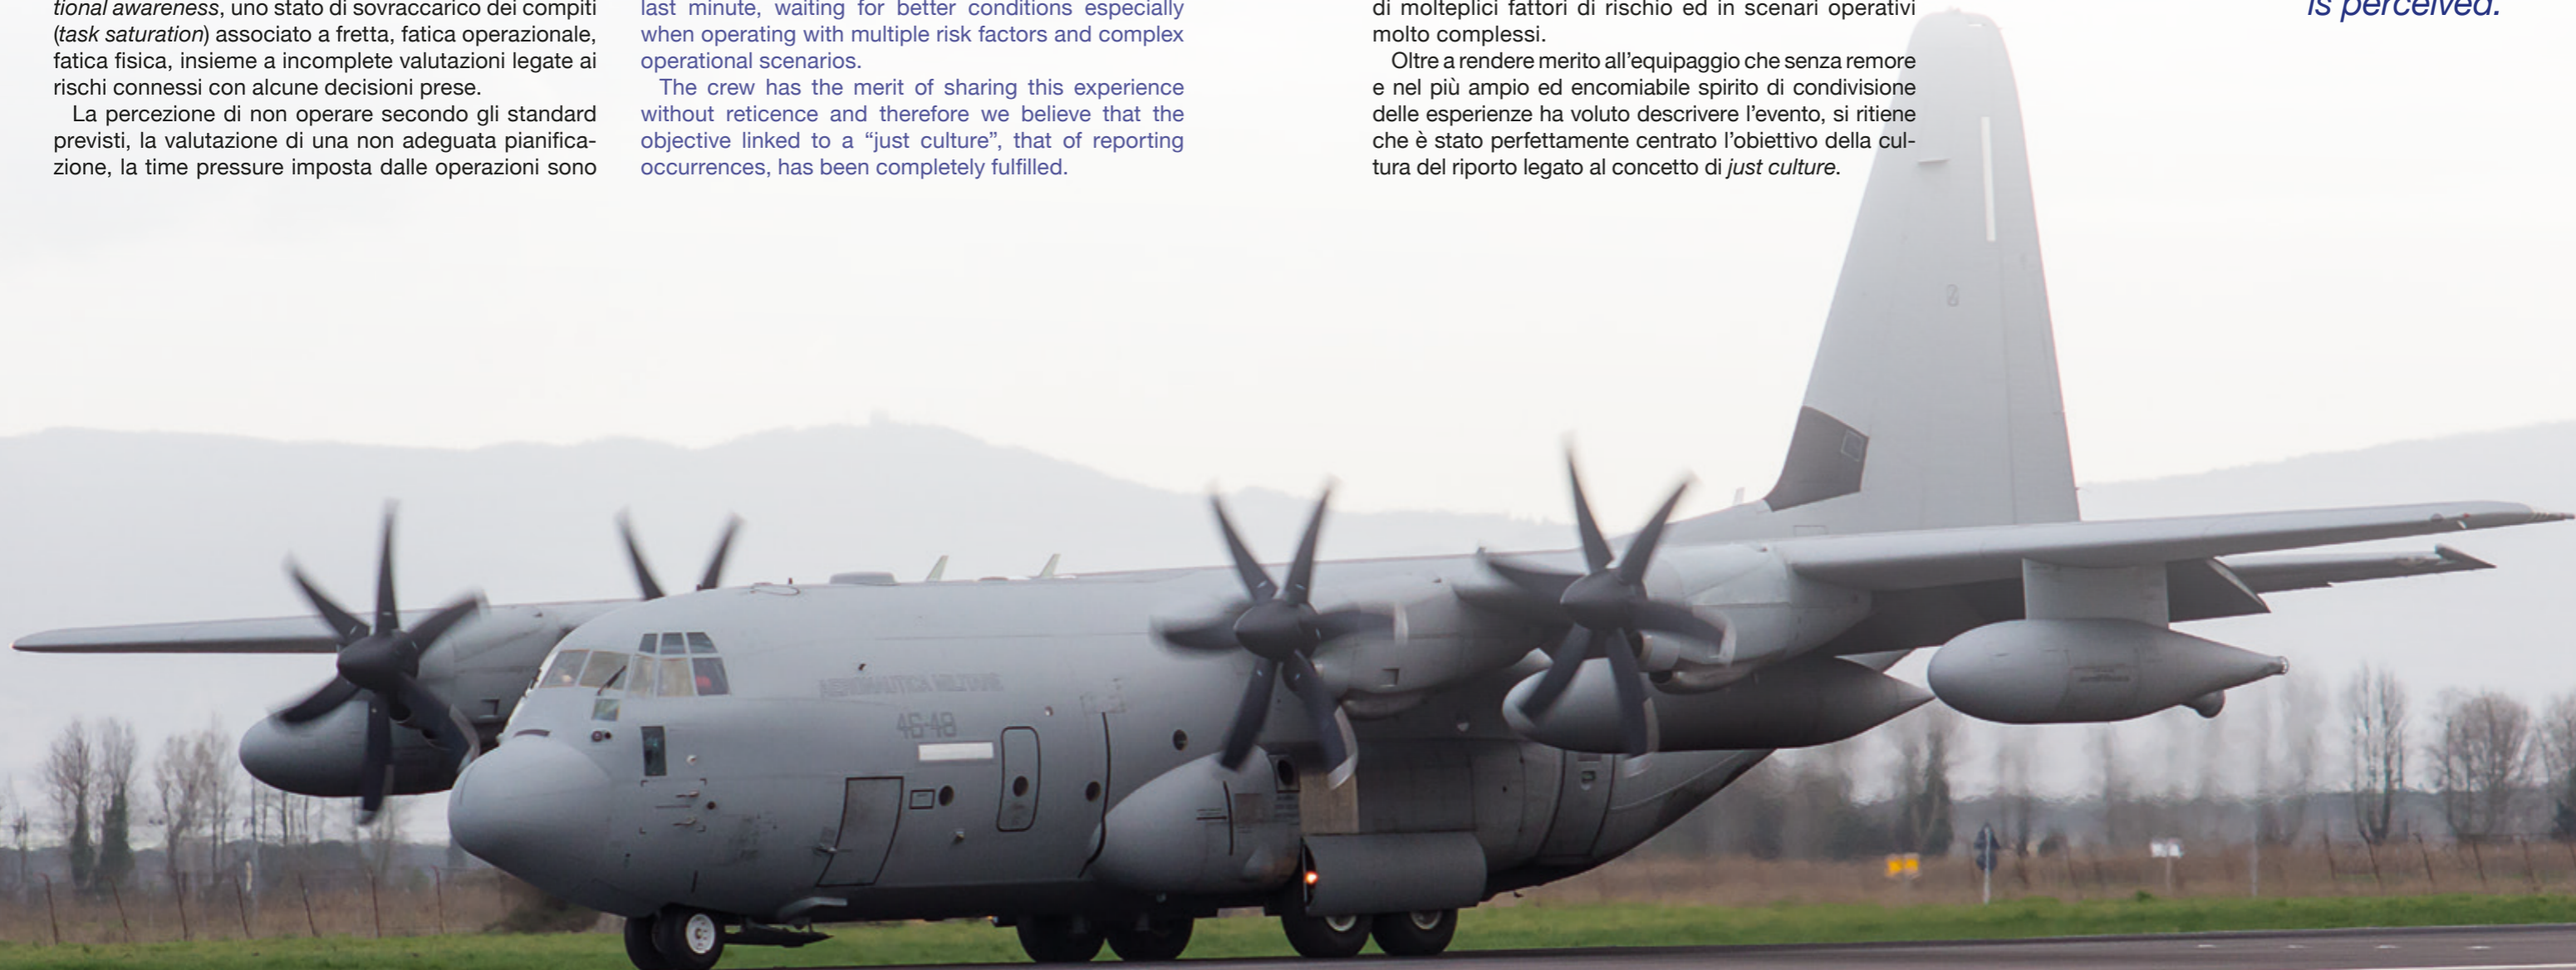 tional awareness, uno stato di sovraccarico dei compiti
(task saturation) associato a fretta, fatica operazionale,
fatica fisica, insieme a incomplete valutazioni legate ai
rischi connessi con alcune decisioni prese.
La percezione di non operare secondo gli standard
previsti, la valutazione di una non adeguata pianifica-
zione, la time pressure imposta dalle operazioni sono
last minute, waiting for better conditions especially
when operating with multiple risk factors and complex
operational scenarios.
The crew has the merit of sharing this experience
without reticence and therefore we believe that the
objective linked to a “just culture”, that of reporting
occurrences, has been completely fulfilled.
di molteplici fattori di rischio ed in scenari operativi
molto complessi.
Oltre a rendere merito all’equipaggio che senza remore
e nel più ampio ed encomiabile spirito di condivisione
delle esperienze ha voluto descrivere l’evento, si ritiene
che è stato perfettamente centrato l’obiettivo della cul-
tura del riporto legato al concetto di just culture.
is perceived.
AERONAUTICA MILITARE
46-48